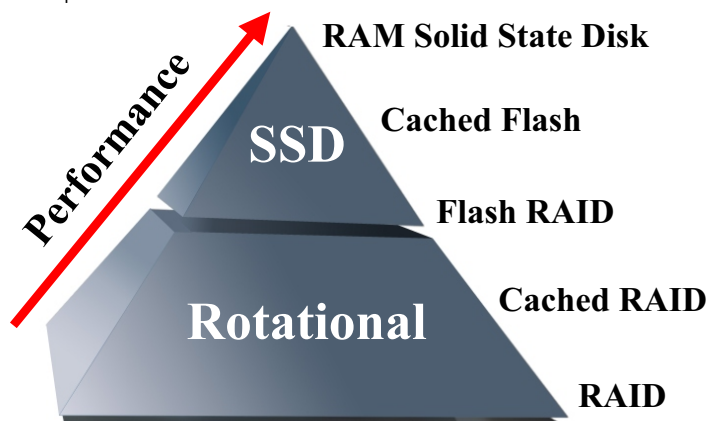 RAM Solid State Disk
Performance
Cached Flash
SSD
Flash RAID
Cached RAID
Rotational
RAID